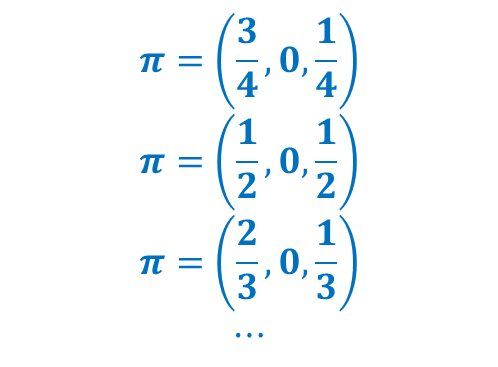 π = (3/4, 0, 1/4)
π = (1/2, 0, 1/2)
π = (2/3, 0, 1/3)
...